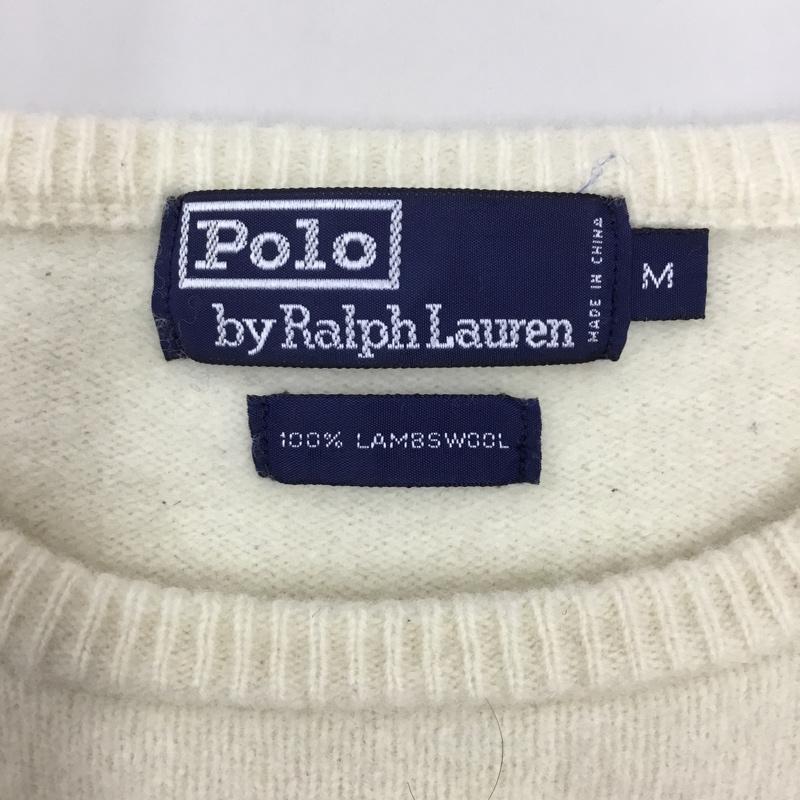 Polo
by Ralph Lauren
MADE IN CHINA
M
100% LAMBSWOOL